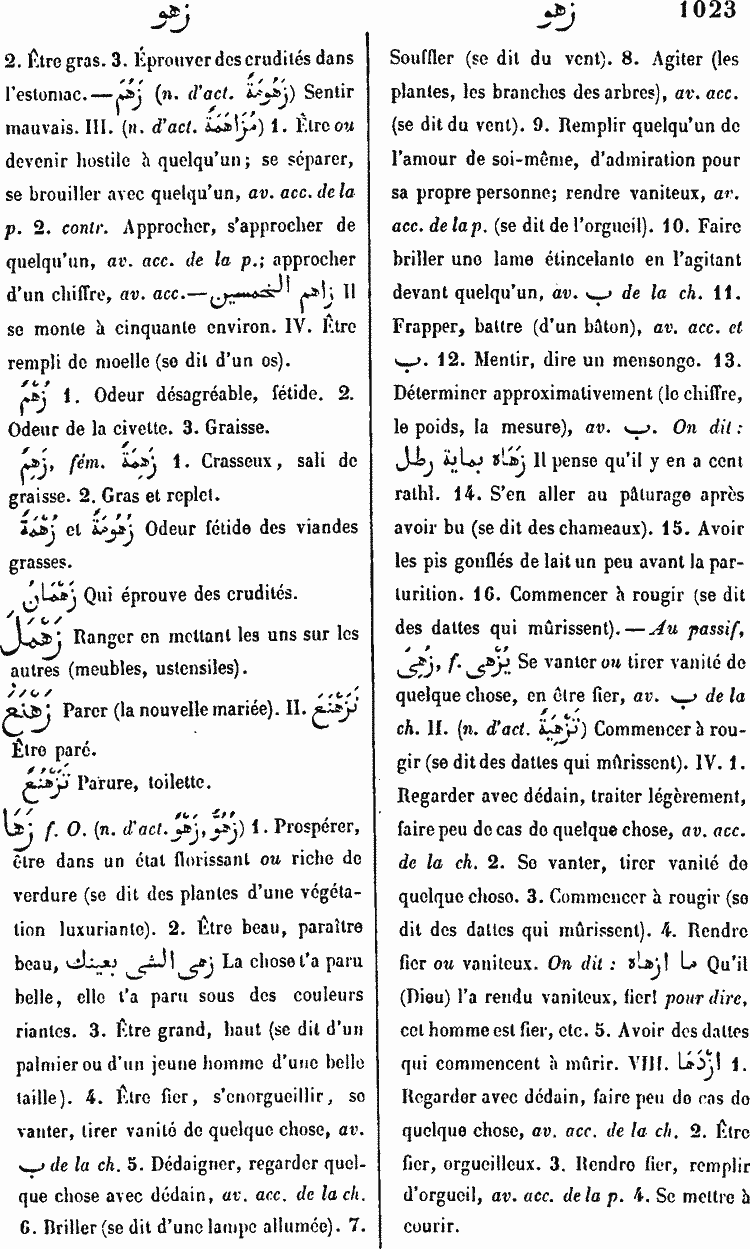 زهو
زهو
1023
2. Être gras. 3. Éprouver des crudités dans
l'estomac. — زَهُمَ (n. d'act. زُهُومَةٌ) Sentir
mauvais. III. (n. d'act. مُزَاهَمَةٌ) 1. Être ou
devenir hostile à quelqu'un; se séparer,
se brouiller avec quelqu'un, av. acc. de la
p. 2. contr. Approcher, s'approcher de
quelqu'un, av. acc. de la p.; approcher
d'un chiffre, av. acc.— زاهم الخمسين Il
se monte à cinquante environ. IV. Être
rempli de moelle (se dit d'un os).
زُهْمٌ 1. Odeur désagréable, fétide. 2.
Odeur de la civette. 3. Graisse.
زَهِمٌ, fém. زَهِمَةٌ 1. Crasseux, sali de
graisse. 2. Gras et replet.
زُهْمَةٌ et زُهُومَةٌ Odeur fétide des viandes
grasses.
زَهْمَانُ Qui éprouve des crudités.
زَهْمَلَ Ranger en mettant les uns sur les
autres (meubles, ustensiles).
زَهْنَعَ Parer (la nouvelle mariée). II. تَزَهْنَعَ
Être paré.
تَزَهْنُعٌ Parure, toilette.
زَهَا f. O. (n. d'act. زُهُوٌّ, زَهْوٌ) 1. Prospérer,
être dans un état florissant ou riche de
verdure (se dit des plantes d'une végéta-
tion luxuriante). 2. Être beau, paraître
beau, زهى الشى بعينك La chose t'a paru
belle, elle t'a paru sous des couleurs
riantes. 3. Être grand, haut (se dit d'un
palmier ou d'un jeune homme d'une belle
taille). 4. Être fier, s'enorgueillir, se
vanter, tirer vanité de quelque chose, av.
ب de la ch. 5. Dédaigner, regarder quel-
que chose avec dédain, av. acc. de la ch.
6. Briller (se dit d'une lampe allumée). 7.
Souffler (se dit du vent). 8. Agiter (les
plantes, les branches des arbres), av. acc.
(se dit du vent). 9. Remplir quelqu'un de
l'amour de soi-même, d'admiration pour
sa propre personne; rendre vaniteux, av.
acc. de la p. (se dit de l'orgueil). 10. Faire
briller une lame étincelante en l'agitant
devant quelqu'un, av. ب de la ch. 11.
Frapper, battre (d'un bâton), av. acc. et
ب. 12. Mentir, dire un mensonge. 13.
Déterminer approximativement (le chiffre,
le poids, la mesure), av. ب. On dit :
زَهَاه بماية رطل Il pense qu'il y en a cent
rathl. 14. S'en aller au pâturage après
avoir bu (se dit des chameaux). 15. Avoir
les pis gonflés de lait un peu avant la par-
turition. 16. Commencer à rougir (se dit
des dattes qui mûrissent).— Au passif,
زُهِىَ, f. يُزْهى Se vanter ou tirer vanité de
quelque chose, en être fier, av. ب de la
ch. II. (n. d'act. تَزْهِيَةٌ) Commencer à rou-
gir (se dit des dattes qui mûrissent). IV. 1.
Regarder avec dédain, traiter légèrement,
faire peu de cas de quelque chose, av. acc.
de la ch. 2. Se vanter, tirer vanité de
quelque chose. 3. Commencer à rougir (se
dit des dattes qui mûrissent). 4. Rendre
fier ou vaniteux. On dit : ما ازهاه Qu'il
(Dieu) l'a rendu vaniteux, fier! pour dire,
cet homme est fier, etc. 5. Avoir des dattes
qui commencent à mûrir. VIII. ازْدَهَا 1.
Regarder avec dédain, faire peu de cas de
quelque chose, av. acc. de la ch. 2. Être
fier, orgueilleux. 3. Rendre fier, remplir
d'orgueil, av. acc. de la p. 4. Se mettre à
courir.